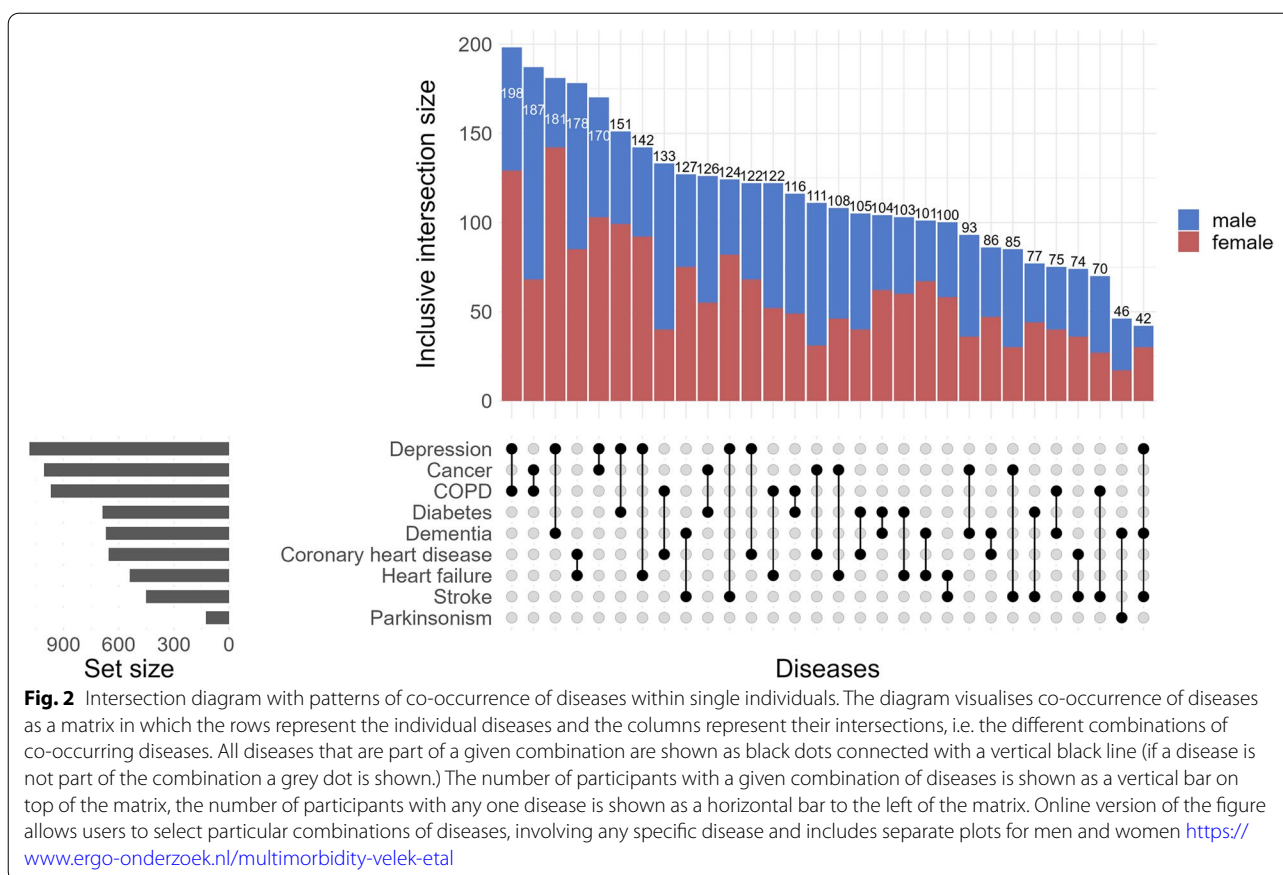 200
150
100
50
0
Inclusive intersection size
198
187
181
178
170
151
142
133
127
126
124
122
122
116
111
108
105
104
103
101
100
93
86
85
77
75
74
70
46
42
male
female
Depression
Cancer
COPD
Diabetes
Dementia
Coronary heart disease
Heart failure
Stroke
Parkinsonism
900 600 300 0
Set size
Diseases
Fig. 2 Intersection diagram with patterns of co-occurrence of diseases within single individuals. The diagram visualises co-occurrence of diseases
as a matrix in which the rows represent the individual diseases and the columns represent their intersections, i.e. the different combinations of
co-occurring diseases. All diseases that are part of a given combination are shown as black dots connected with a vertical black line (if a disease is
not part of the combination a grey dot is shown.) The number of participants with a given combination of diseases is shown as a vertical bar on
top of the matrix, the number of participants with any one disease is shown as a horizontal bar to the left of the matrix. Online version of the figure
allows users to select particular combinations of diseases, involving any specific disease and includes separate plots for men and women https://
www.ergo-onderzoek.nl/multimorbidity-velek-etal